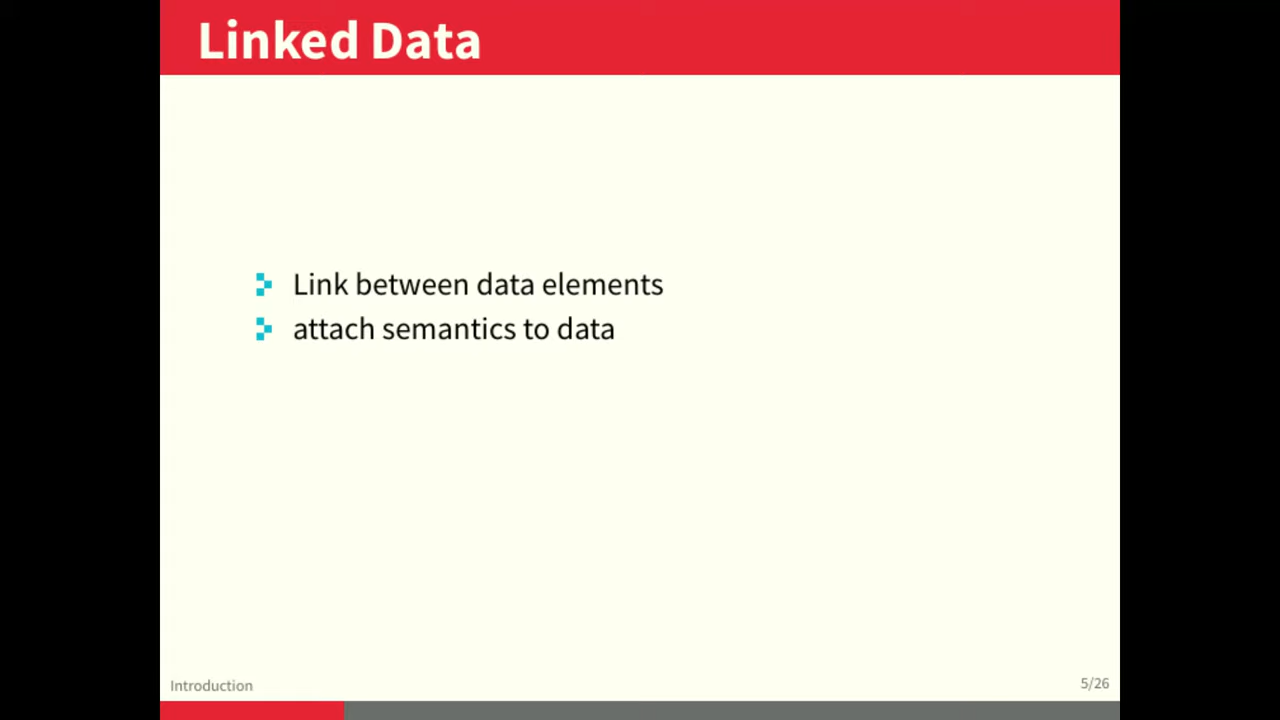 Linked Data
Link between data elements
attach semantics to data
Introduction
5/26